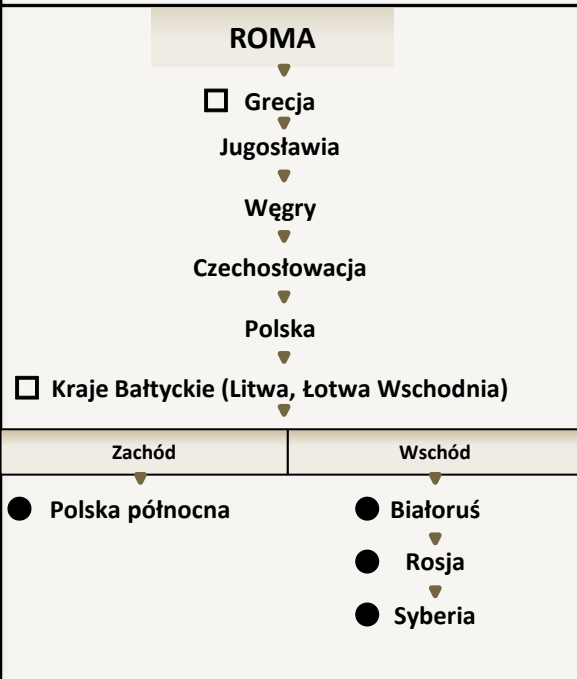 ROMA
Grecja
Jugosławia
Węgry
Czechosłowacja
Polska
Kraje Bałtyckie (Litwa, Łotwa Wschodnia)
Zachód
Wschód
Polska północna
Białoruś
Rosja
Syberia